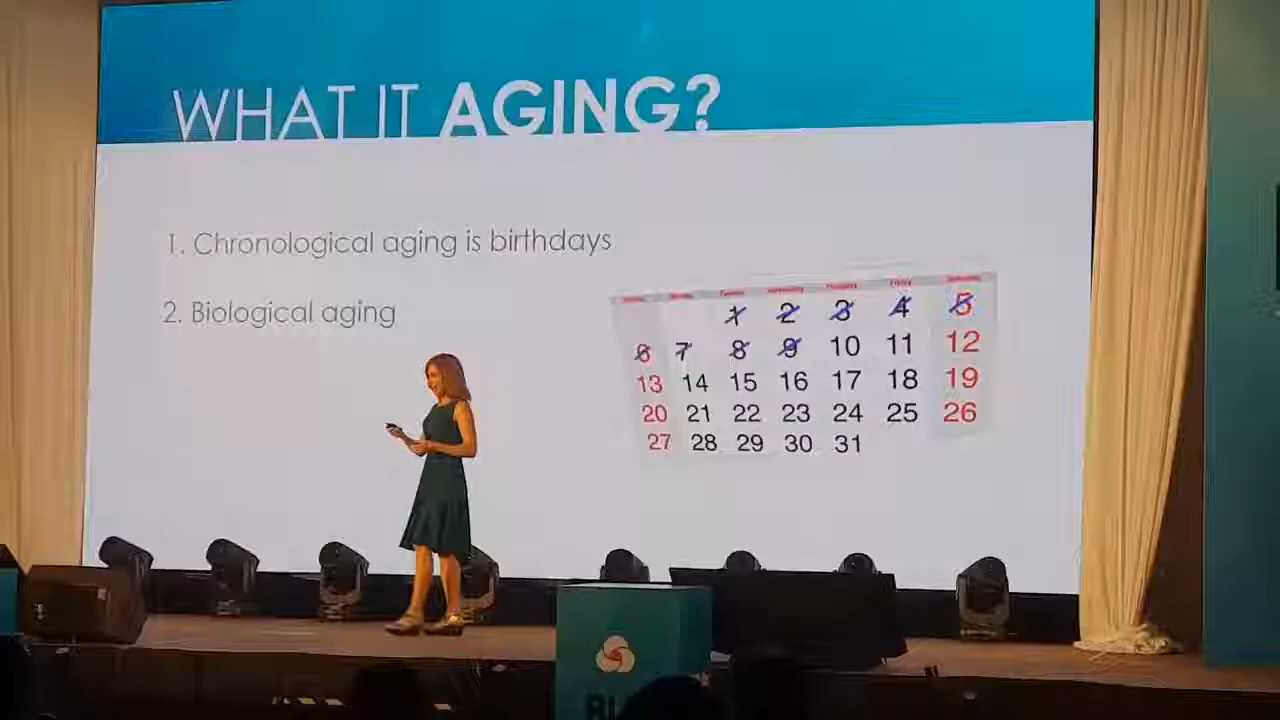 WHAT IT AGING?
1. Chronological aging is birthdays
2. Biological aging
1 2 3 4 5
6 7 8 9 10 11 12
13 14 15 16 17 18 19
20 21 22 23 24 25 26
27 28 29 30 31